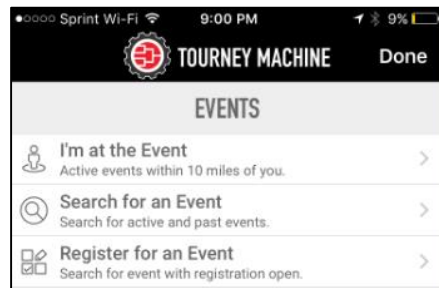 Sprint Wi-Fi 9:00 PM 9%
TOURNEY MACHINE Done
EVENTS
I'm at the Event
Active events within 10 miles of you.
Search for an Event
Search for active and past events.
Register for an Event
Search for event with registration open.